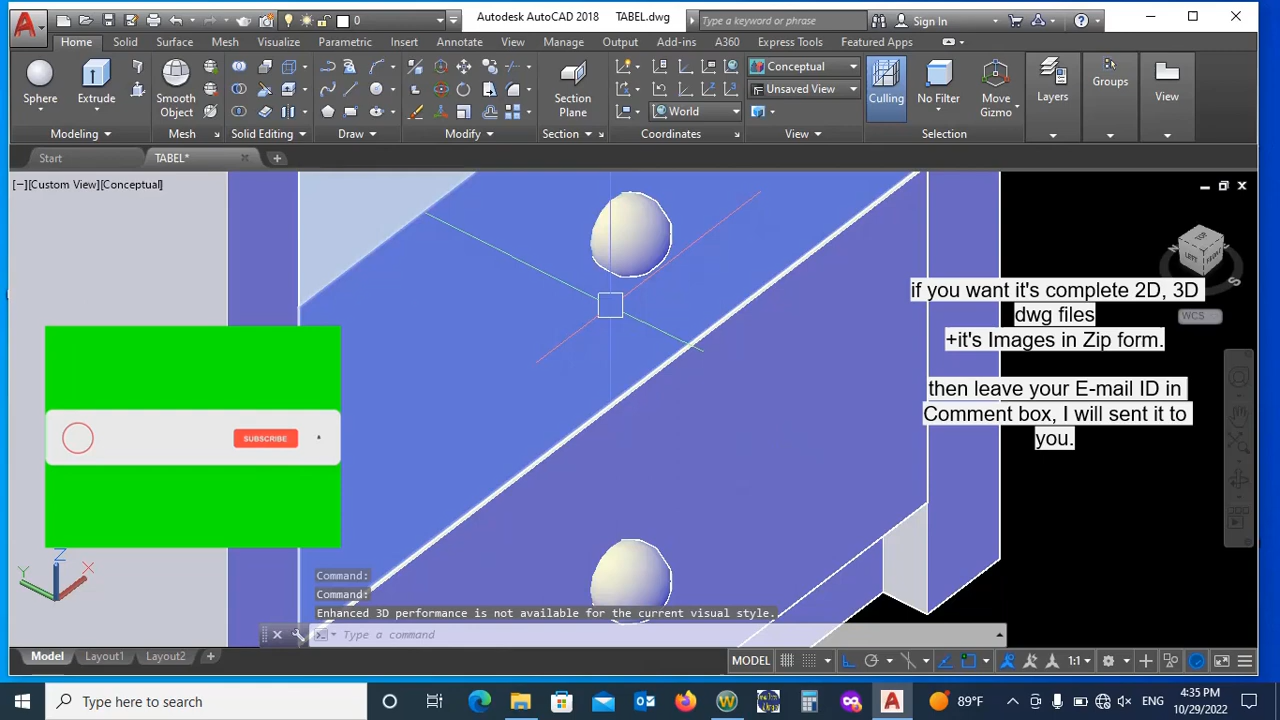 Autodesk AutoCAD 2018 TABEL.dwg
Type a keyword or phrase
Sign In
0
Home Solid Surface Mesh Visualize Parametric Insert Annotate View Manage Output Add-ins A360 Express Tools Featured Apps
Sphere
Extrude
Smooth
Object
Section
Plane
World
Conceptual
Unsaved View
Culling
No Filter
Move
Gizmo
Layers
Groups
View
Modeling
Mesh
Solid Editing
Draw
Modify
Section
Coordinates
View
Selection
Start
TABEL*
[−][Custom View][Conceptual]
TOP
LEFT
FRONT
N
S
WCS
if you want it's complete 2D, 3D
dwg files
+it's Images in Zip form.
then leave your E-mail ID in
Comment box, I will sent it to
you.
SUBSCRIBE
Z
Y
X
Command:
Command:
Enhanced 3D performance is not available for the current visual style.
Type a command
Model Layout1 Layout2
MODEL
1:1
Type here to search
89°F
ENG
4:35 PM
10/29/2022